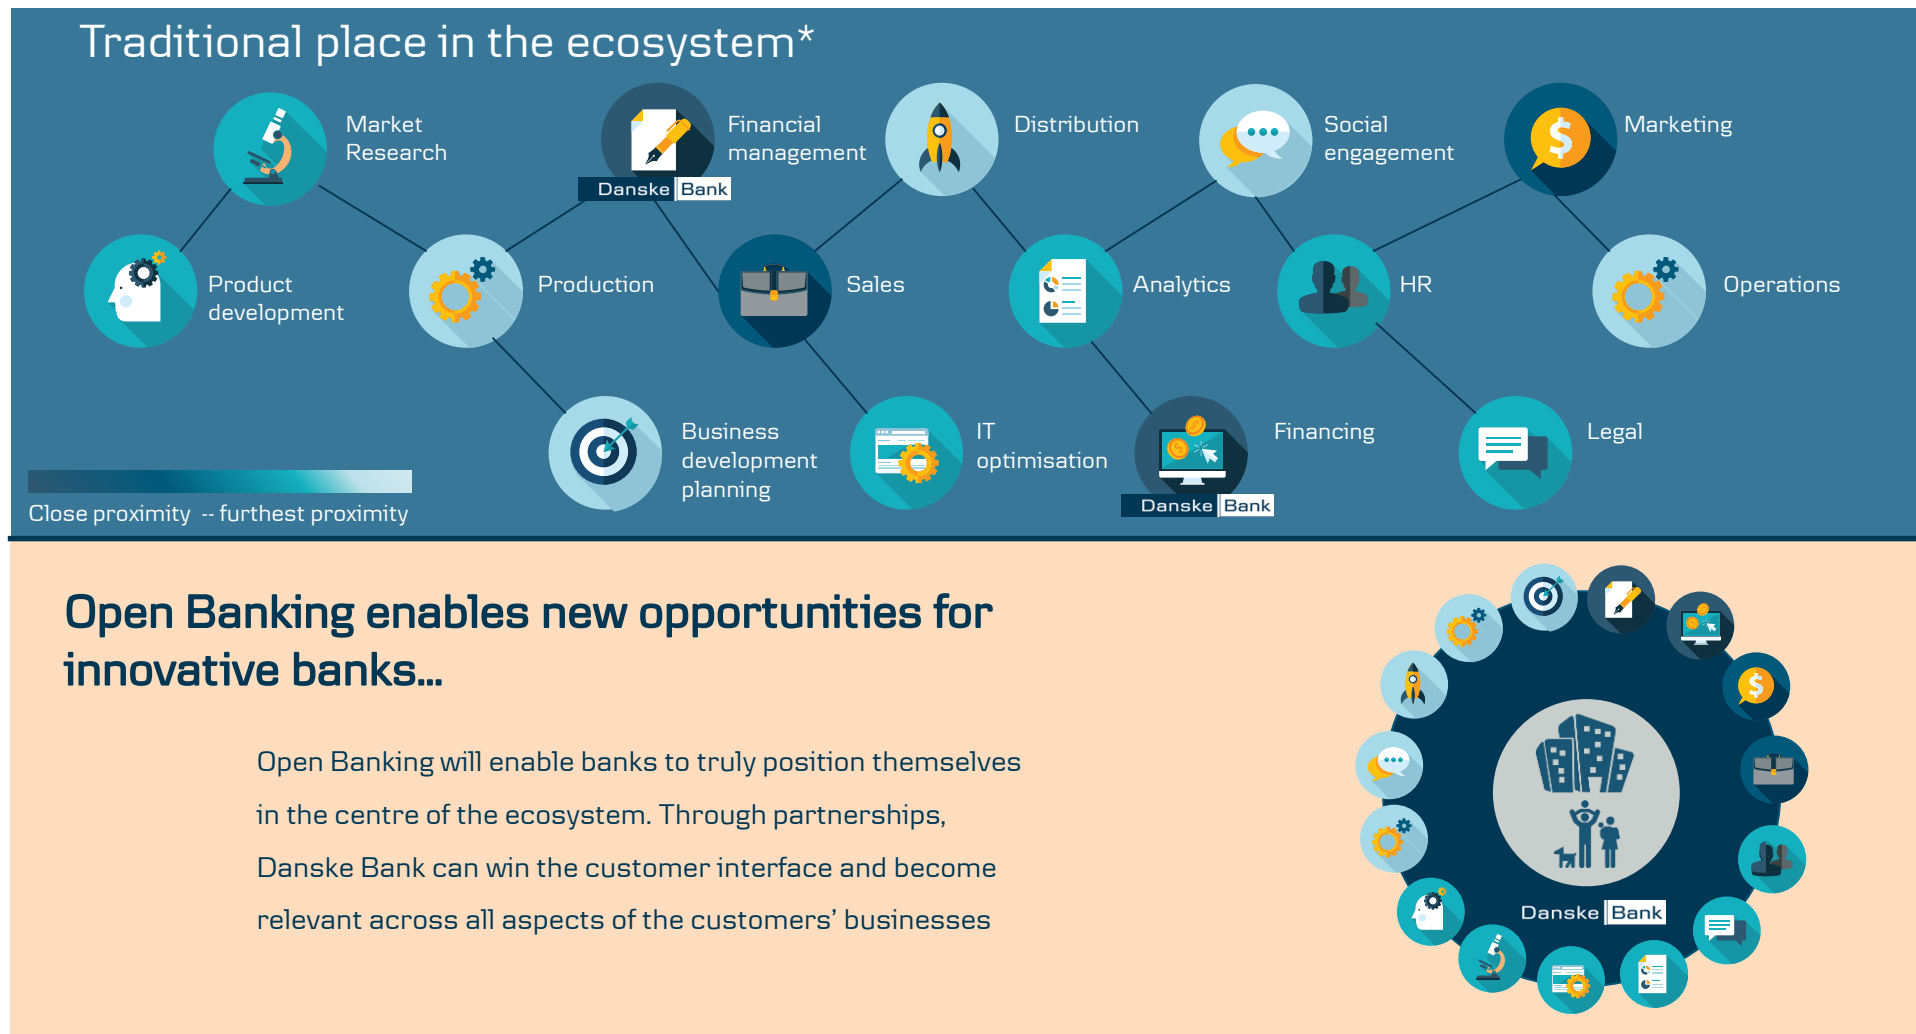 Traditional place in the ecosystem*
Market
Research
Financial
management
Danske Bank
Distribution
Social
engagement
Marketing
Product
development
Production
Sales
Analytics
HR
Operations
Business
development
planning
IT
optimisation
Financing
Danske Bank
Legal
Close proximity -- furthest proximity
Open Banking enables new opportunities for
innovative banks...
Open Banking will enable banks to truly position themselves
in the centre of the ecosystem. Through partnerships,
Danske Bank can win the customer interface and become
relevant across all aspects of the customers’ businesses
Danske Bank